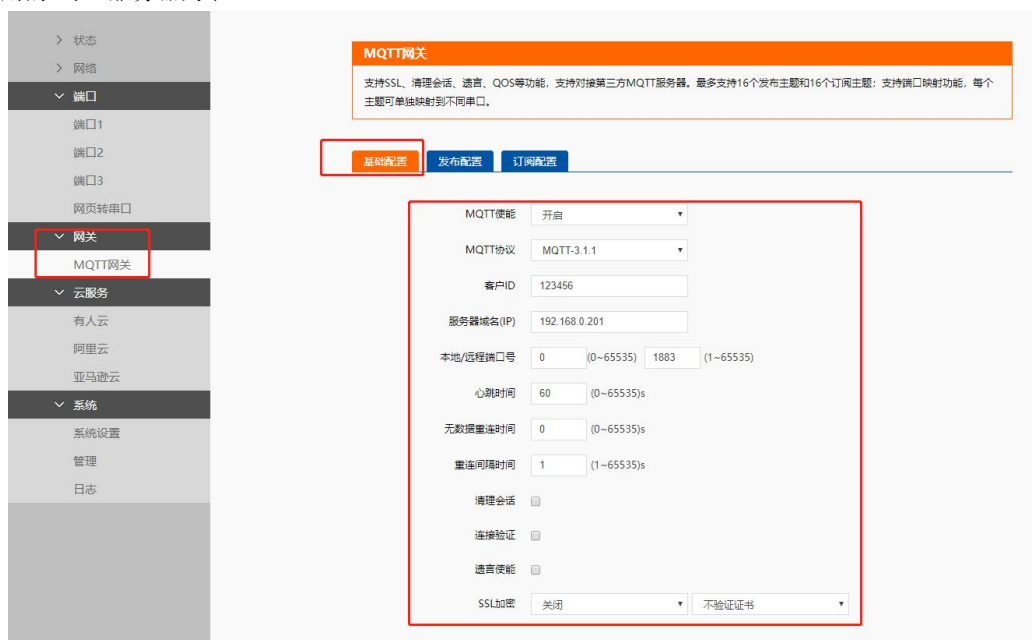 状态
网络
端口
端口1
端口2
端口3
网页转串口
网关
MQTT网关
云服务
有人云
阿里云
亚马逊云
系统
系统设置
管理
日志
MQTT网关
支持SSL、清理会话、遗言、QOS等功能，支持对接第三方MQTT服务器。最多支持16个发布主题和16个订阅主题；支持端口映射功能，每个
主题可单独映射到不同串口。
基础配置 发布配置 订阅配置
MQTT使能 开启
MQTT协议 MQTT-3.1.1
客户ID 123456
服务器域名(IP) 192.168.0.201
本地/远程端口号 0 (0~65535) 1883 (1~65535)
心跳时间 60 (0~65535)s
无数据重连时间 0 (0~65535)s
重连间隔时间 1 (1~65535)s
清理会话
连接验证
遗言使能
SSL加密 关闭 不验证证书